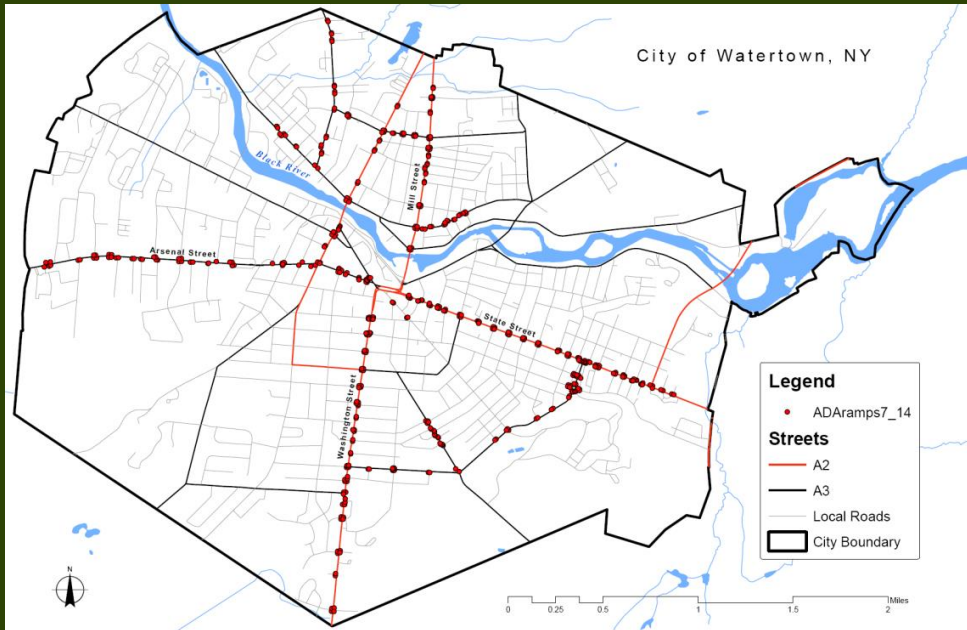 City of Watertown, NY
Black River
Mill Street
Arsenal Street
State Street
Washington Street
Legend
ADAramps7_14
Streets
A2
A3
Local Roads
City Boundary
N
0 0.25 0.5 1 1.5 2 Miles